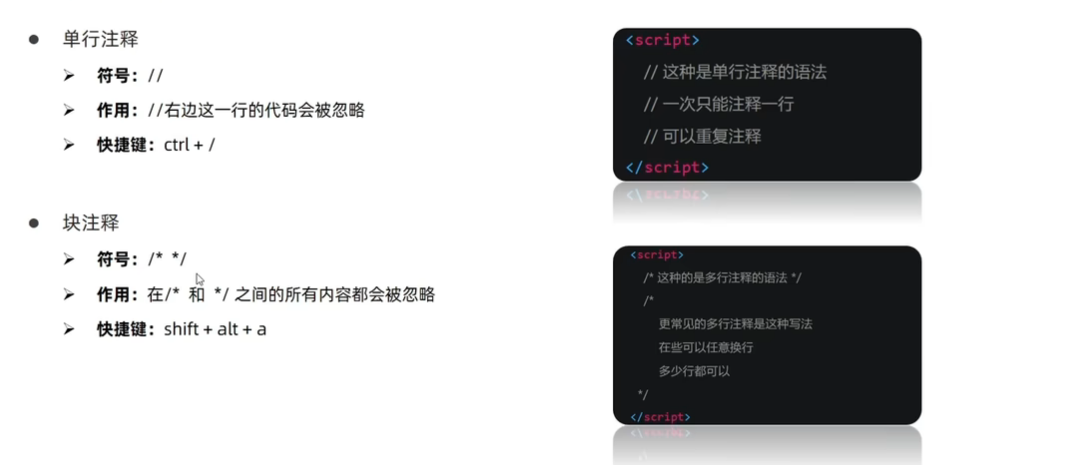 ● 单行注释
➢ 符号：//
➢ 作用：//右边这一行的代码会被忽略
➢ 快捷键：ctrl + /
● 块注释
➢ 符号：/* */
➢ 作用：在/* 和 */ 之间的所有内容都会被忽略
➢ 快捷键：shift + alt + a
<script>
// 这种是单行注释的语法
// 一次只能注释一行
// 可以重复注释
</script>
<script>
/* 这种的是多行注释的语法 */
/*
更常见的多行注释是这种写法
在些可以任意换行
多少行都可以
*/
</script>